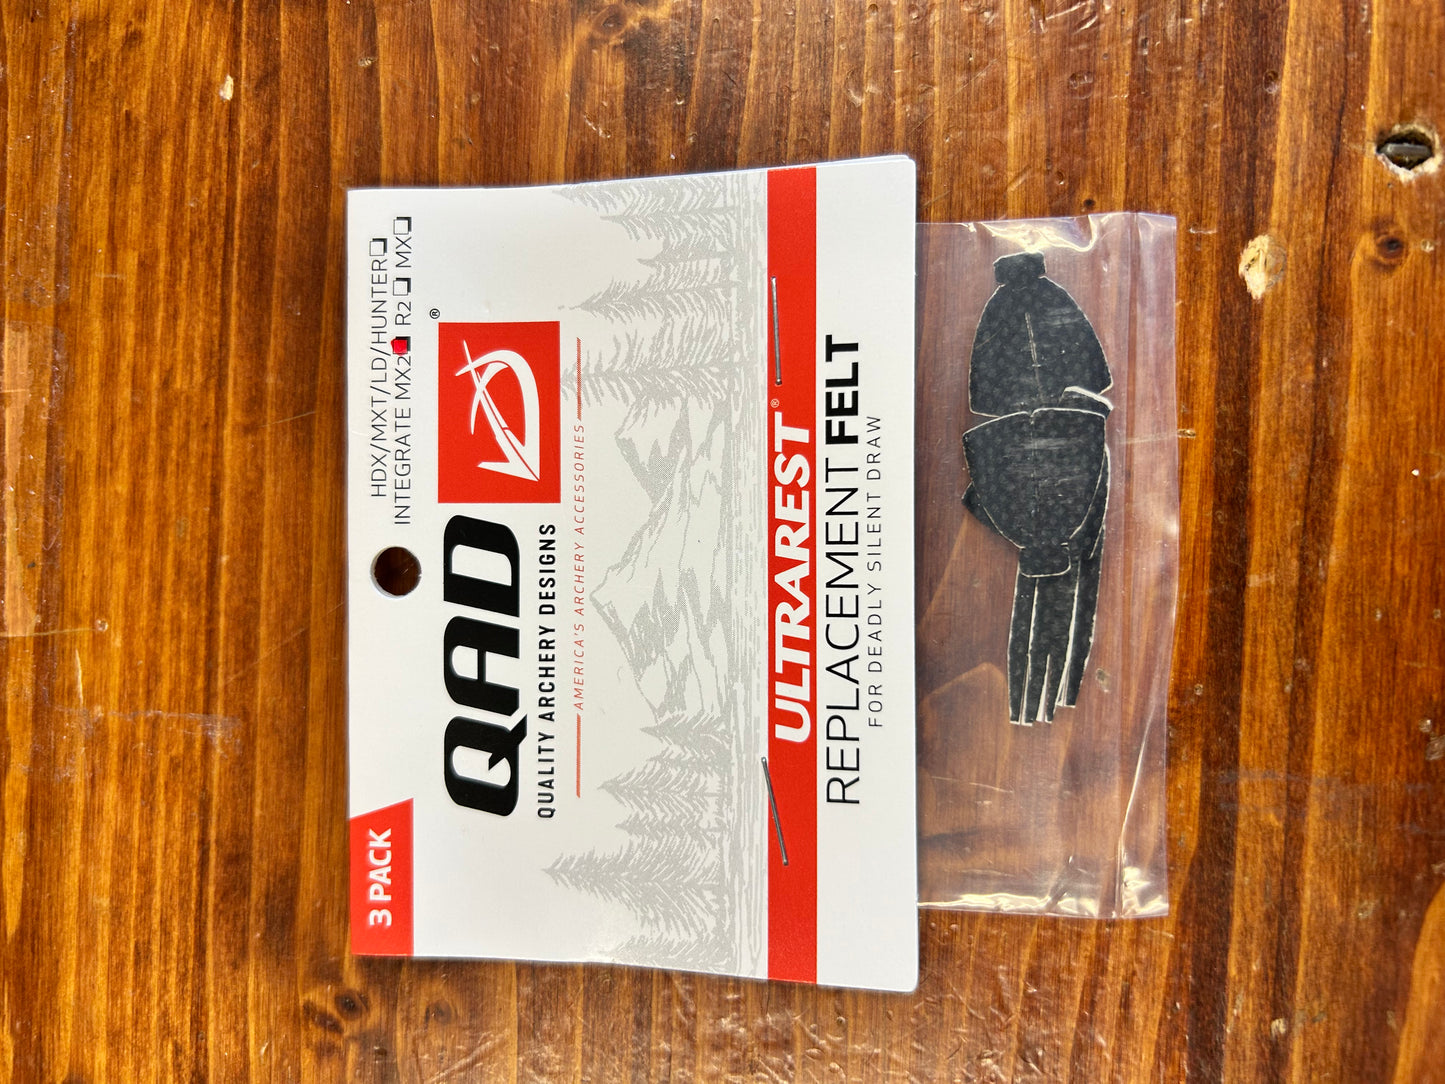 3 PACK
HDX/MXT/LD/HUNTER
INTEGRATE MX2 R2 MX
QAD ®
QUALITY ARCHERY DESIGNS
AMERICA'S ARCHERY ACCESSORIES
ULTRAREST®
REPLACEMENT FELT
FOR DEADLY SILENT DRAW